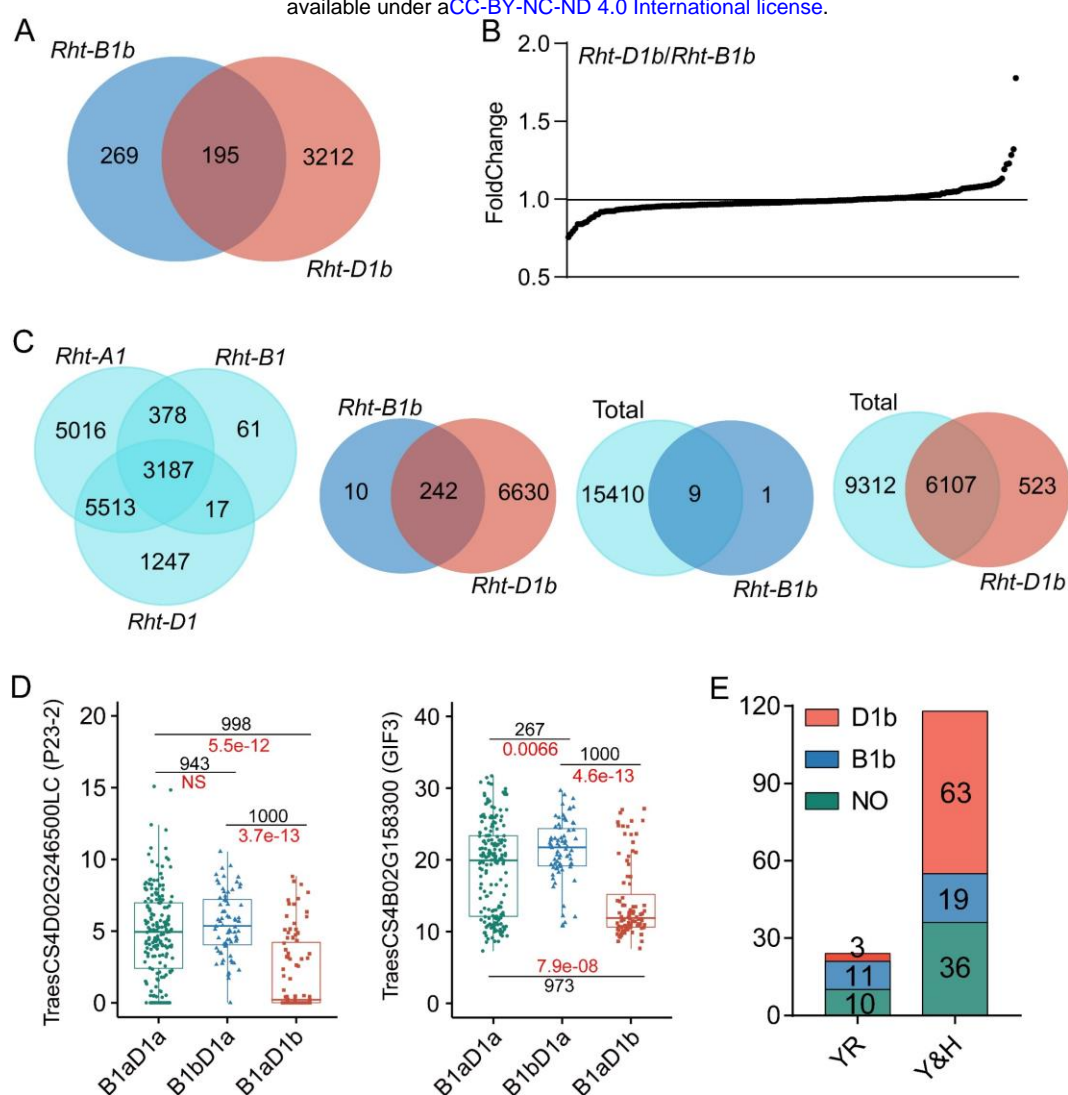 available under aCC-BY-NC-ND 4.0 International license.
A
Rht-B1b
269
195
3212
Rht-D1b
B
Rht-D1b/Rht-B1b
FoldChange
2.0
1.5
1.0
0.5
C
Rht-A1
Rht-B1
5016
378
61
3187
5513
17
1247
Rht-D1
Rht-B1b
10
242
6630
Rht-D1b
Total
15410
9
1
Rht-B1b
Total
9312
6107
523
Rht-D1b
D
TraesCS4D02G246500LC (P23-2)
20
15
10
5
0
998
5.5e-12
943
NS
1000
3.7e-13
B1aD1a
B1bD1a
B1aD1b
TraesCS4B02G158300 (GIF3)
40
30
20
10
0
267
0.0066
1000
4.6e-13
7.9e-08
973
B1aD1a
B1bD1a
B1aD1b
E
120
90
60
30
0
D1b
B1b
NO
3
11
10
63
19
36
YR
Y&H